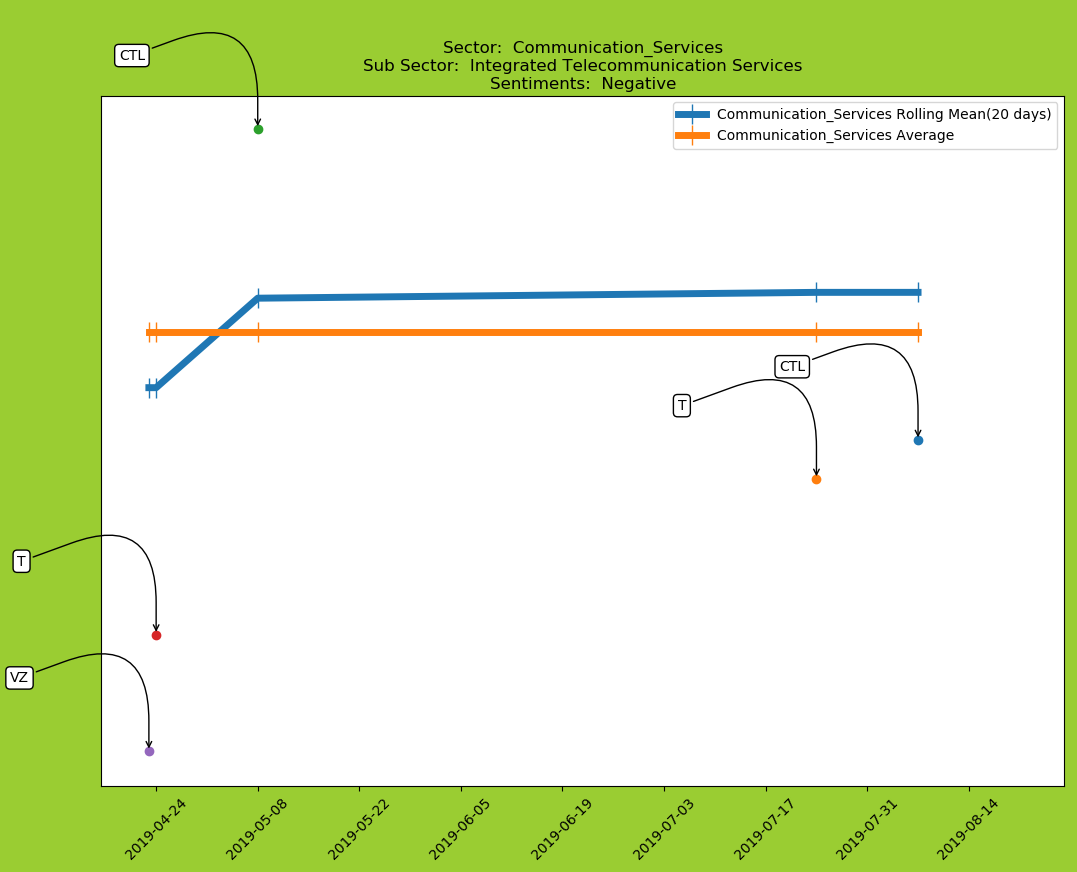 CTL
Sector:  Communication_Services
Sub Sector:  Integrated Telecommunication Services
Sentiments:  Negative
Communication_Services Rolling Mean(20 days)
Communication_Services Average
CTL
T
T
VZ
2019-04-24
2019-05-08
2019-05-22
2019-06-05
2019-06-19
2019-07-03
2019-07-17
2019-07-31
2019-08-14